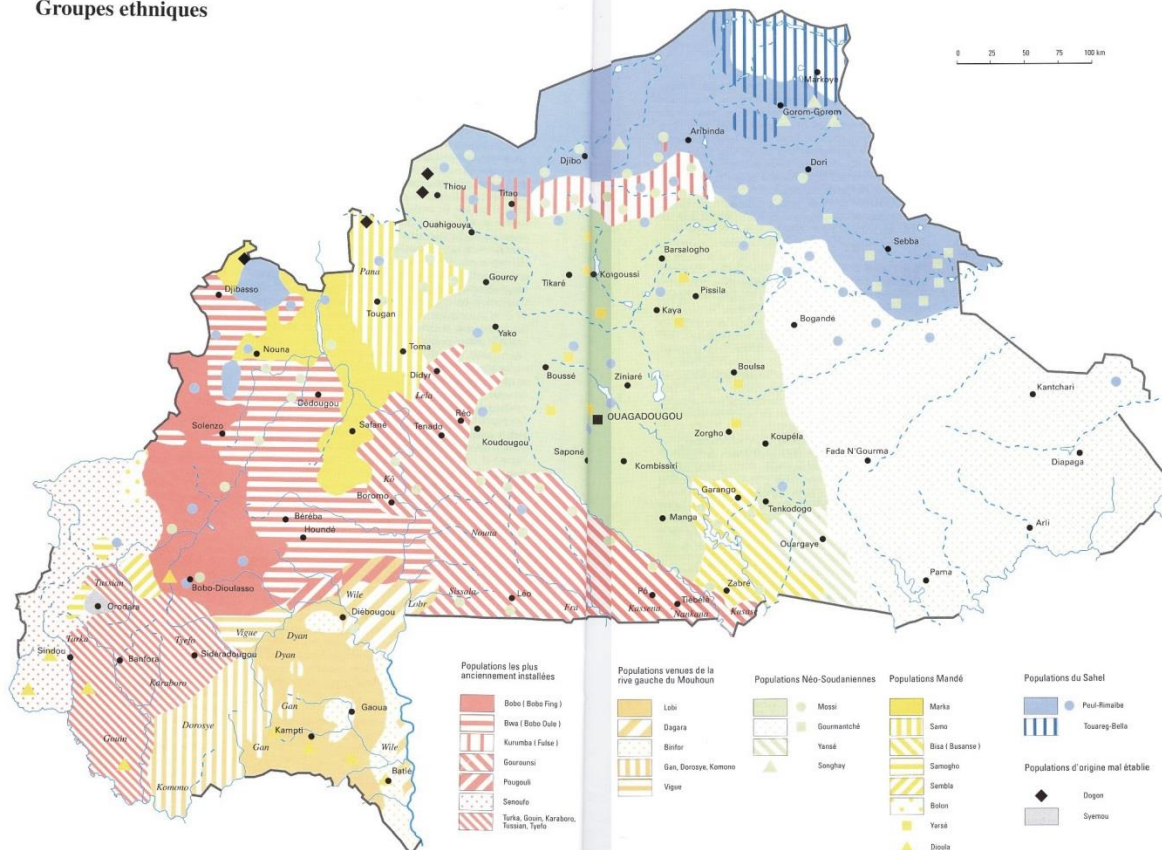 Groupes ethniques
0 25 50 75 100 km
Markoye
Gorom-Gorom
Aribinda
Djibo
Dori
Thiou
Titao
Ouahigouya
Sebba
Barsalogho
Djibasso
Pana
Gourcy
Tikaré
Kongoussi
Pissila
Tougan
Kaya
Bogandé
Yako
Nouna
Toma
Didyr
Boussé
Ziniaré
Boulsa
Kantchari
Lela
Dédougou
Réo
OUAGADOUGOU
Solenzo
Safané
Tenado
Koudougou
Zorgho
Koupéla
Saponé
Kombissiri
Fada N'Gourma
Diapaga
Kô
Boromo
Garango
Tenkodogo
Béréba
Houndé
Nouna
Manga
Ouargaye
Arli
Tussian
Bobo-Dioulasso
Wile
Sissala
Léo
Pô
Tiébélé
Zabré
Pama
Orodara
Lobr
Fra
Kassena
Nankana
Kusasi
Diébougou
Vigue
Dyan
Turka
Tyefo
Sindou
Banfora
Sidéradougou
Dyan
Karaboro
Gan
Gaoua
Dorosye
Kampti
Gouin
Gan
Wile
Batié
Komono
Populations les plus
anciennement installées
Bobo ( Bobo Fing )
Bwa ( Bobo Oule )
Kurumba ( Fulse )
Gourounsi
Pougouli
Senoufo
Turka, Gouin, Karaboro,
Tussian, Tyefo
Populations venues de la
rive gauche du Mouhoun
Lobi
Dagara
Birifor
Gan, Dorosye, Komono
Vigue
Populations Néo-Soudaniennes
Mossi
Gourmantché
Yansé
Songhay
Populations Mandé
Marka
Samo
Bisa ( Busanse )
Samogho
Sembla
Bolon
Yarsé
Dioula
Populations du Sahel
Peul-Rimaïbe
Touareg-Bella
Populations d'origine mal établie
Dogon
Syemou